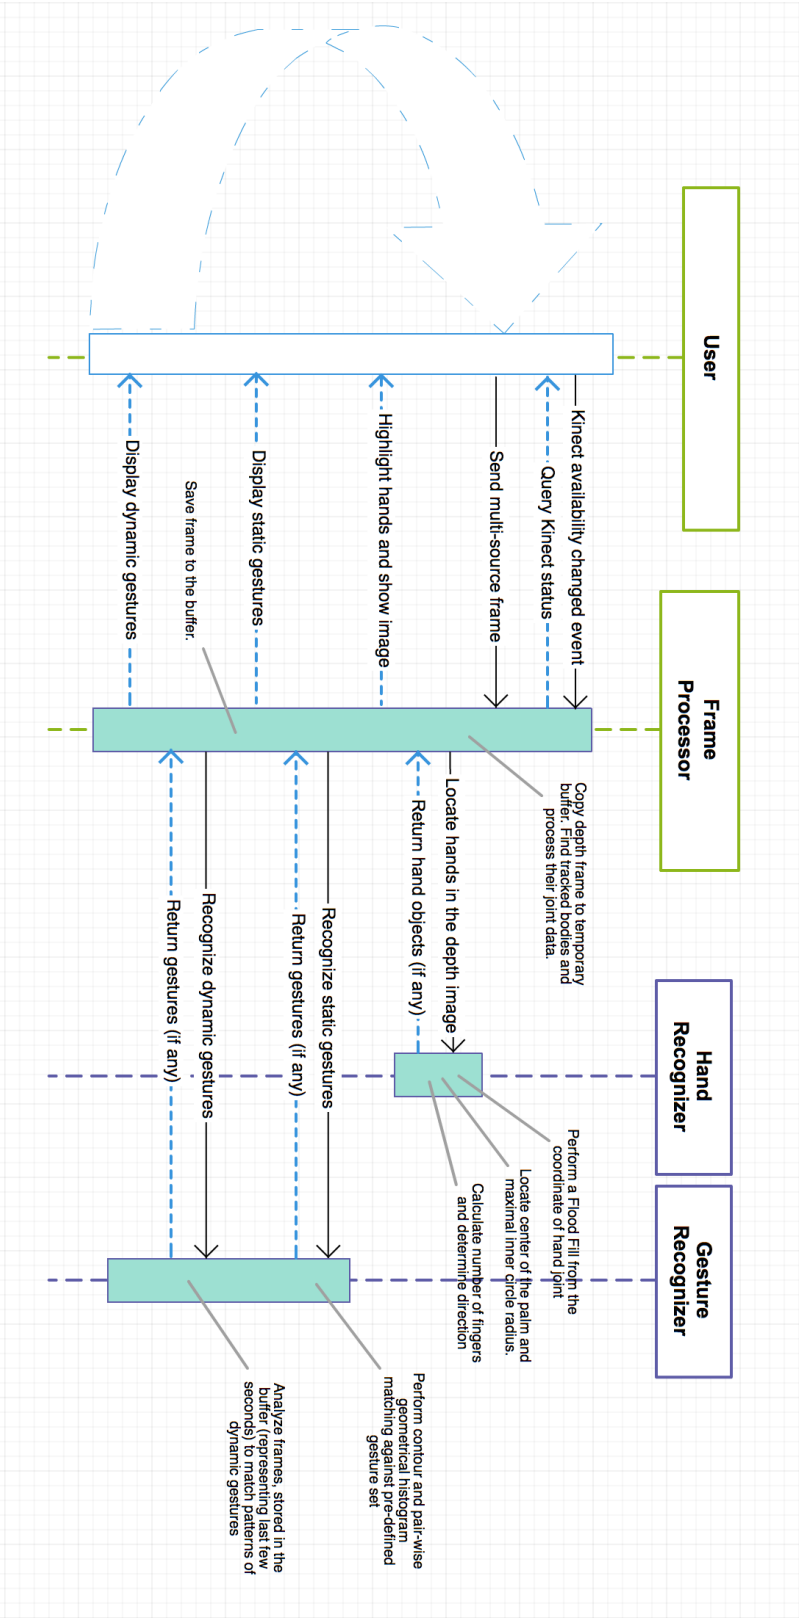 User
Frame
Processor
Hand
Recognizer
Gesture
Recognizer
Kinect availability changed event
Query Kinect status
Send multi-source frame
Copy depth frame to temporary
buffer. Find tracked bodies and
process their joint data.
Locate hands in the depth image
Perform a Flood Fill from the
coordinate of hand joint
Locate center of the palm and
maximal inner circle radius.
Calculate number of fingers
and determine direction
Return hand objects (if any)
Highlight hands and show image
Recognize static gestures
Perform contour and pair-wise
geometrical histogram
matching against pre-defined
gesture set
Return gestures (if any)
Display static gestures
Save frame to the buffer.
Recognize dynamic gestures
Analyze frames, stored in the
buffer (representing last few
seconds) to match patterns of
dynamic gestures
Return gestures (if any)
Display dynamic gestures